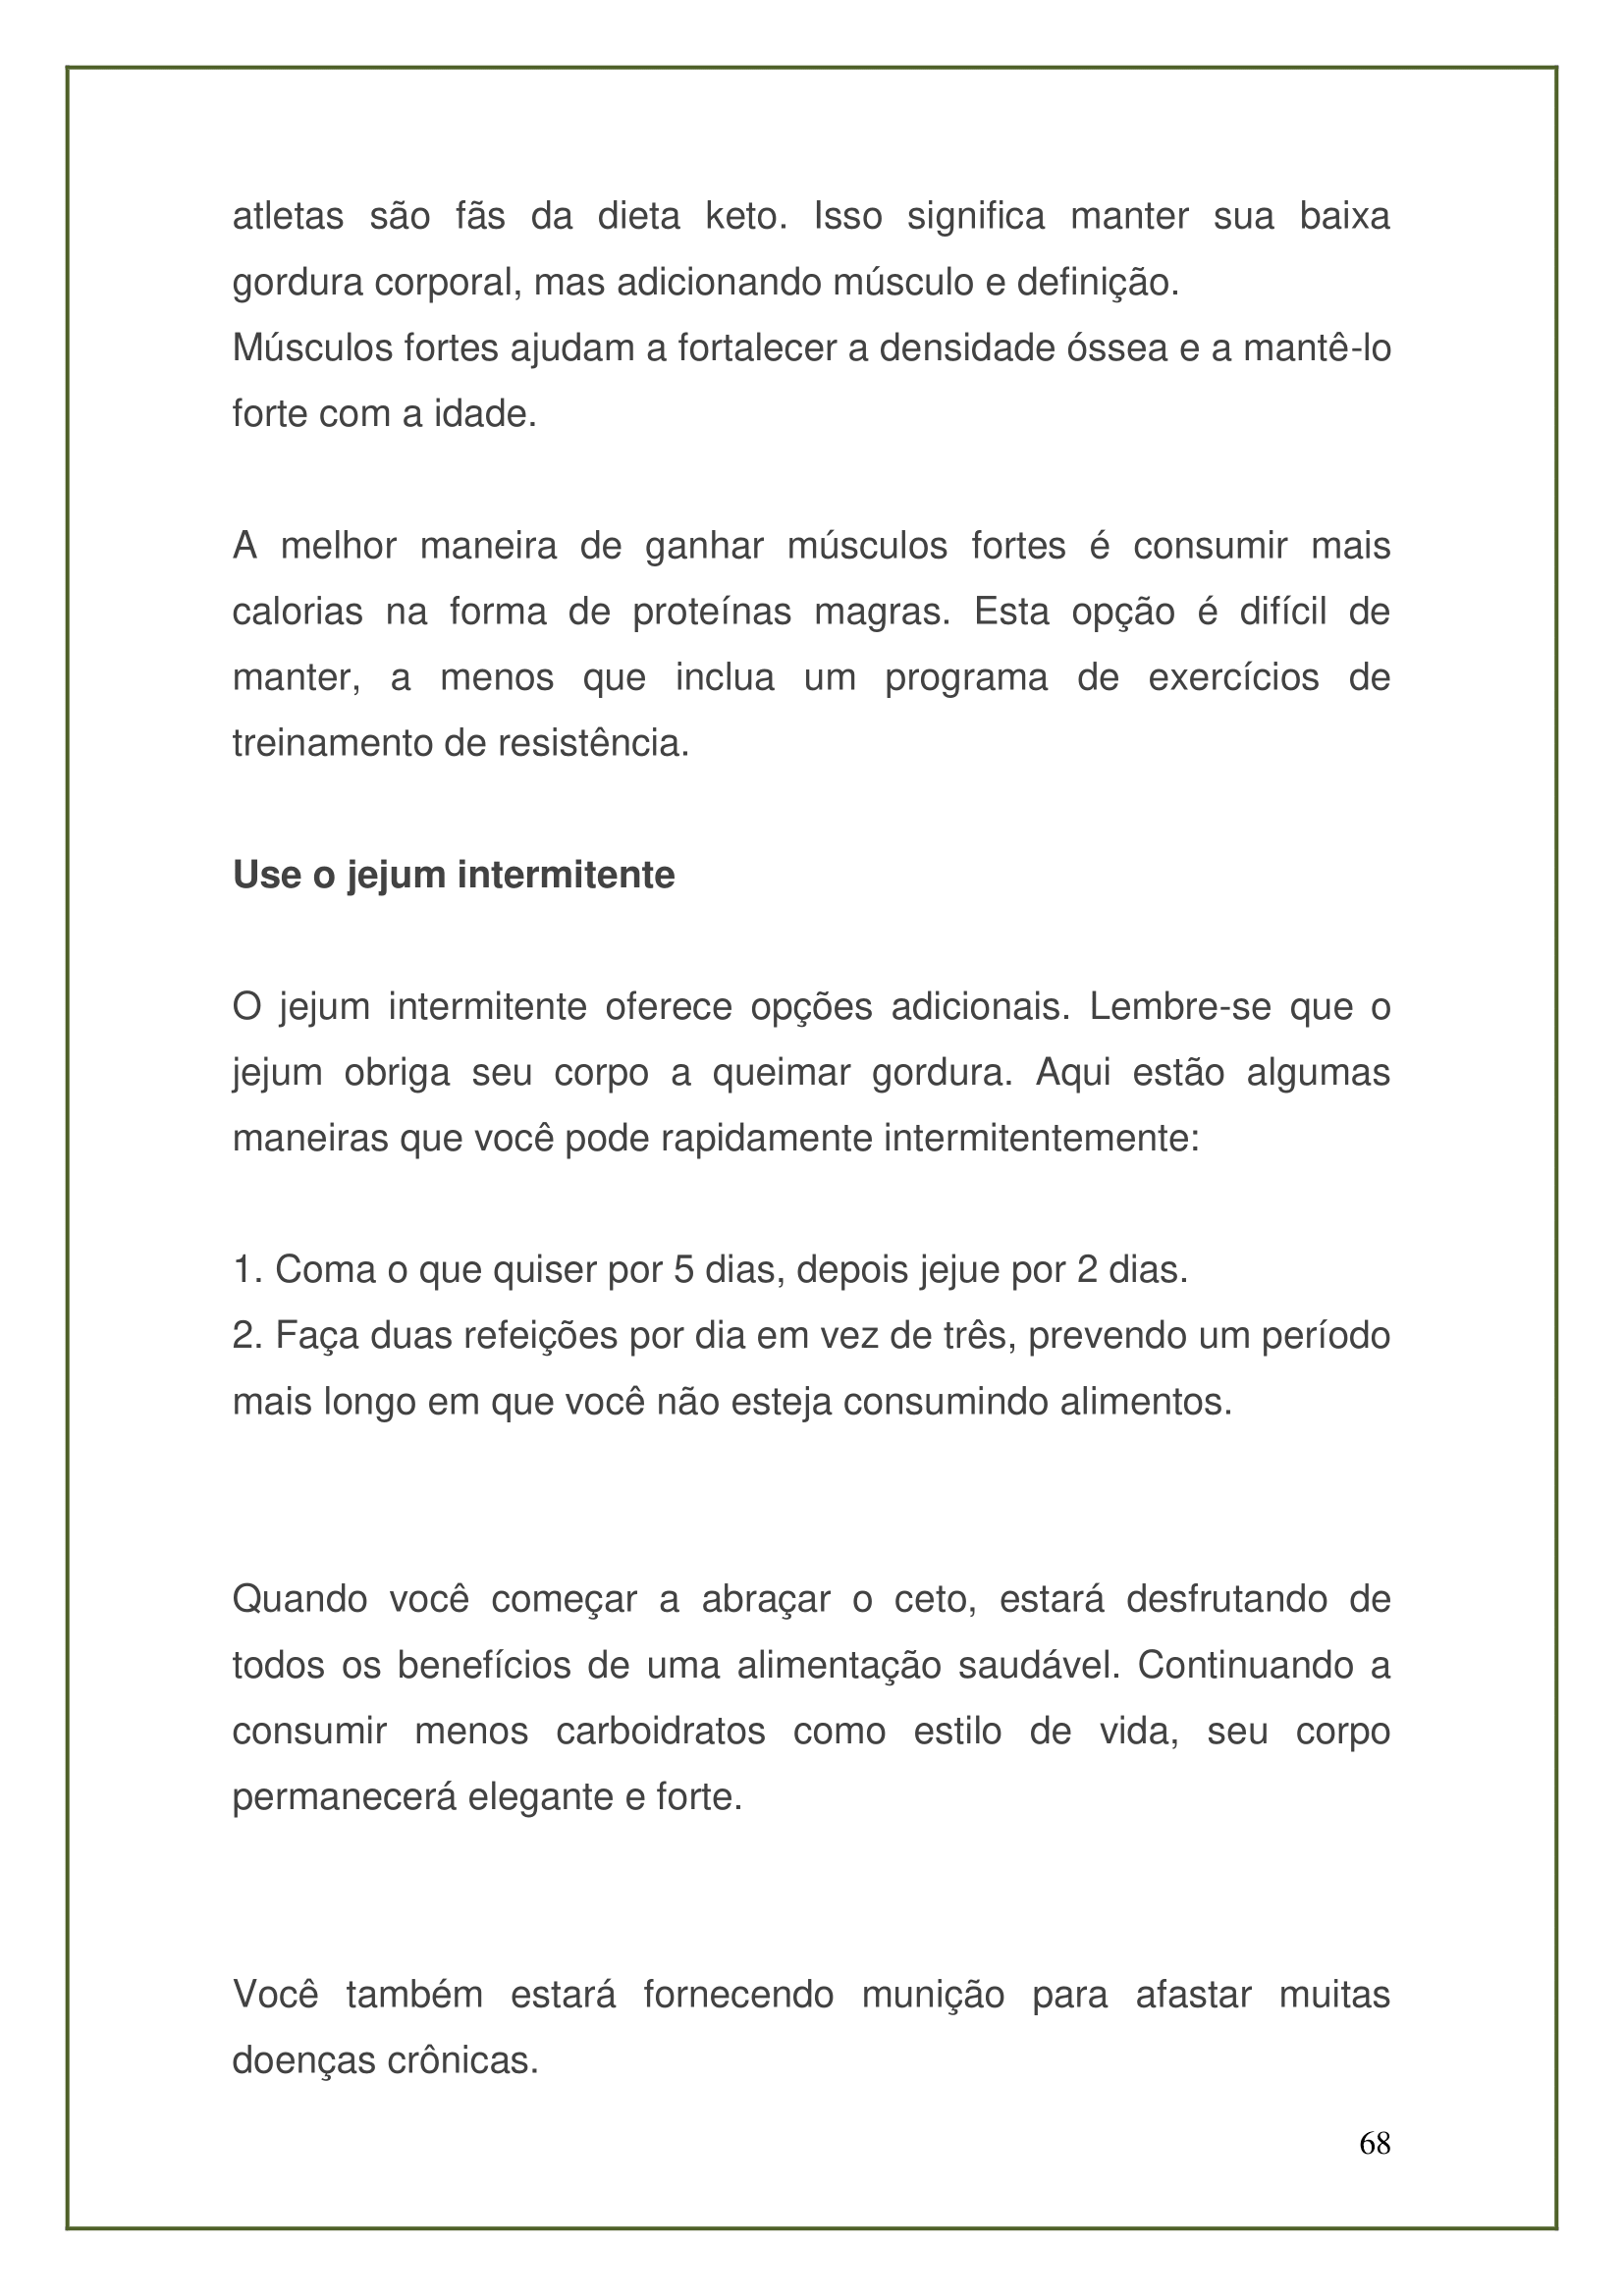 atletas são fãs da dieta keto. Isso significa manter sua baixa
gordura corporal, mas adicionando músculo e definição.
Músculos fortes ajudam a fortalecer a densidade óssea e a mantê-lo
forte com a idade.
A melhor maneira de ganhar músculos fortes é consumir mais
calorias na forma de proteínas magras. Esta opção é difícil de
manter, a menos que inclua um programa de exercícios de
treinamento de resistência.
Use o jejum intermitente
O jejum intermitente oferece opções adicionais. Lembre-se que o
jejum obriga seu corpo a queimar gordura. Aqui estão algumas
maneiras que você pode rapidamente intermitentemente:
1. Coma o que quiser por 5 dias, depois jejue por 2 dias.
2. Faça duas refeições por dia em vez de três, prevendo um período
mais longo em que você não esteja consumindo alimentos.
Quando você começar a abraçar o ceto, estará desfrutando de
todos os benefícios de uma alimentação saudável. Continuando a
consumir menos carboidratos como estilo de vida, seu corpo
permanecerá elegante e forte.
Você também estará fornecendo munição para afastar muitas
doenças crônicas.
68